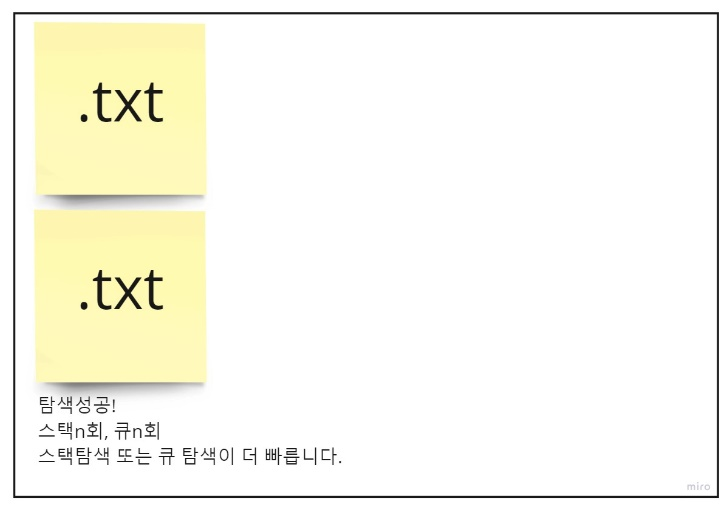 .txt
.txt
탐색성공!
스택n회, 큐n회
스택탐색 또는 큐 탐색이 더 빠릅니다.
miro